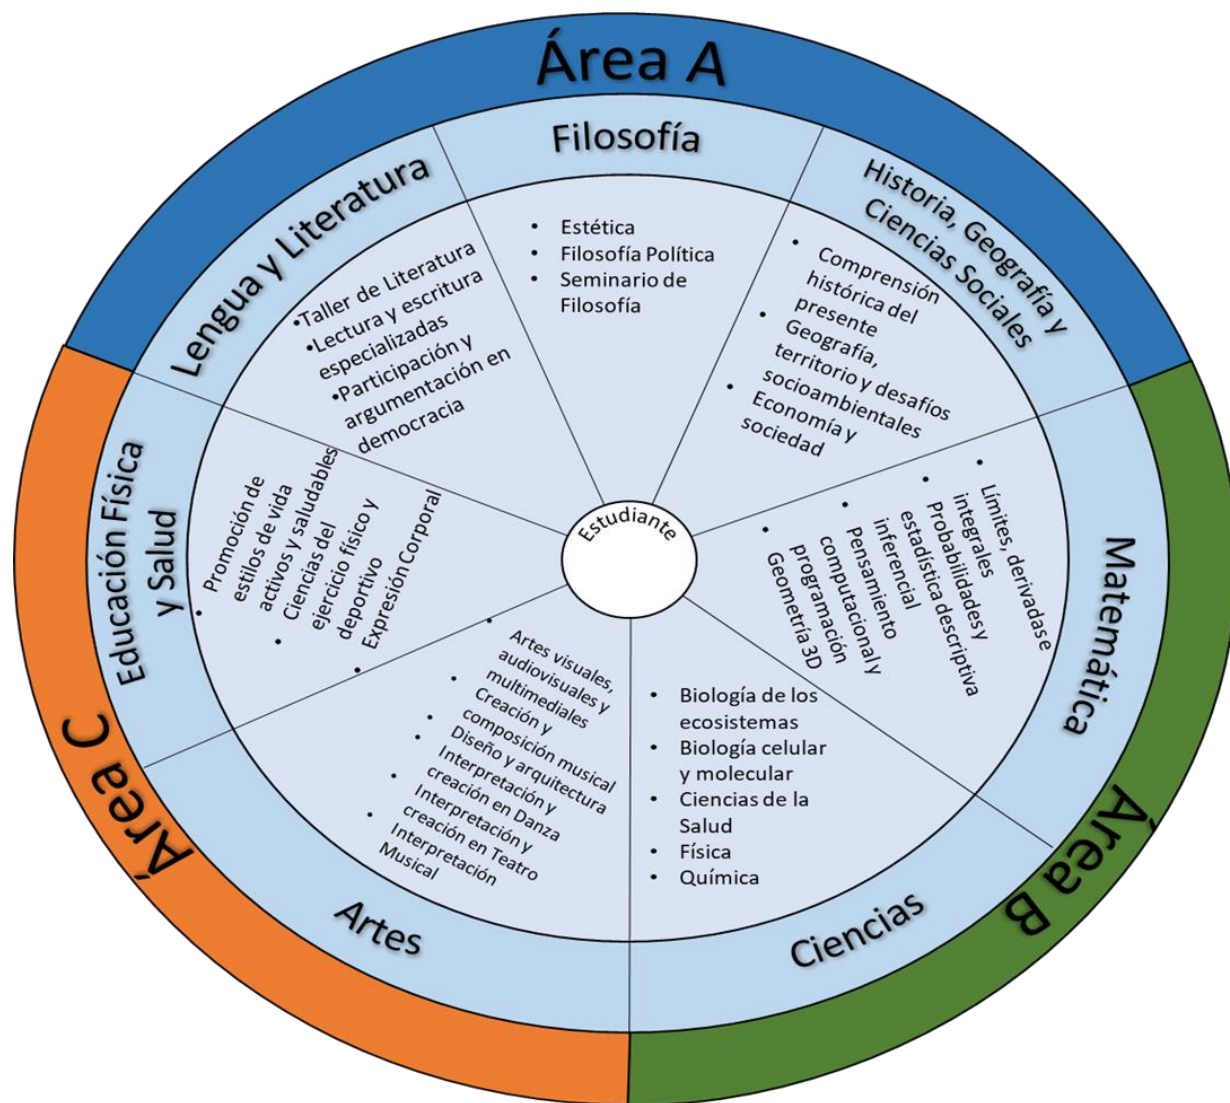 Área A
Filosofía
• Estética
• Filosofía Política
• Seminario de
Filosofía
Historia, Geografía y
Ciencias Sociales
• Comprensión
histórica del
presente
• Geografía,
territorio y desafíos
socioambientales
• Economía y
sociedad
Área B
Matemática
• Límites, derivadas e
integrales
• Probabilidades y
estadística descriptiva
inferencial
• Pensamiento
computacional y
programación
• Geometría 3D
Ciencias
• Biología de los
ecosistemas
• Biología celular
y molecular
• Ciencias de la
Salud
• Física
• Química
Área C
Artes
• Artes visuales,
audiovisuales y
multimediales
• Creación y
composición musical
• Diseño y arquitectura
• Interpretación y
creación en Danza
• Interpretación y
creación en Teatro
• Interpretación
Musical
Educación Física
y Salud
• Promoción de
estilos de vida
activos y saludables
• Ciencias del
ejercicio físico y
deportivo
• Expresión Corporal
Lengua y Literatura
•Taller de Literatura
•Lectura y escritura
especializadas
•Participación y
argumentación en
democracia
Estudiante